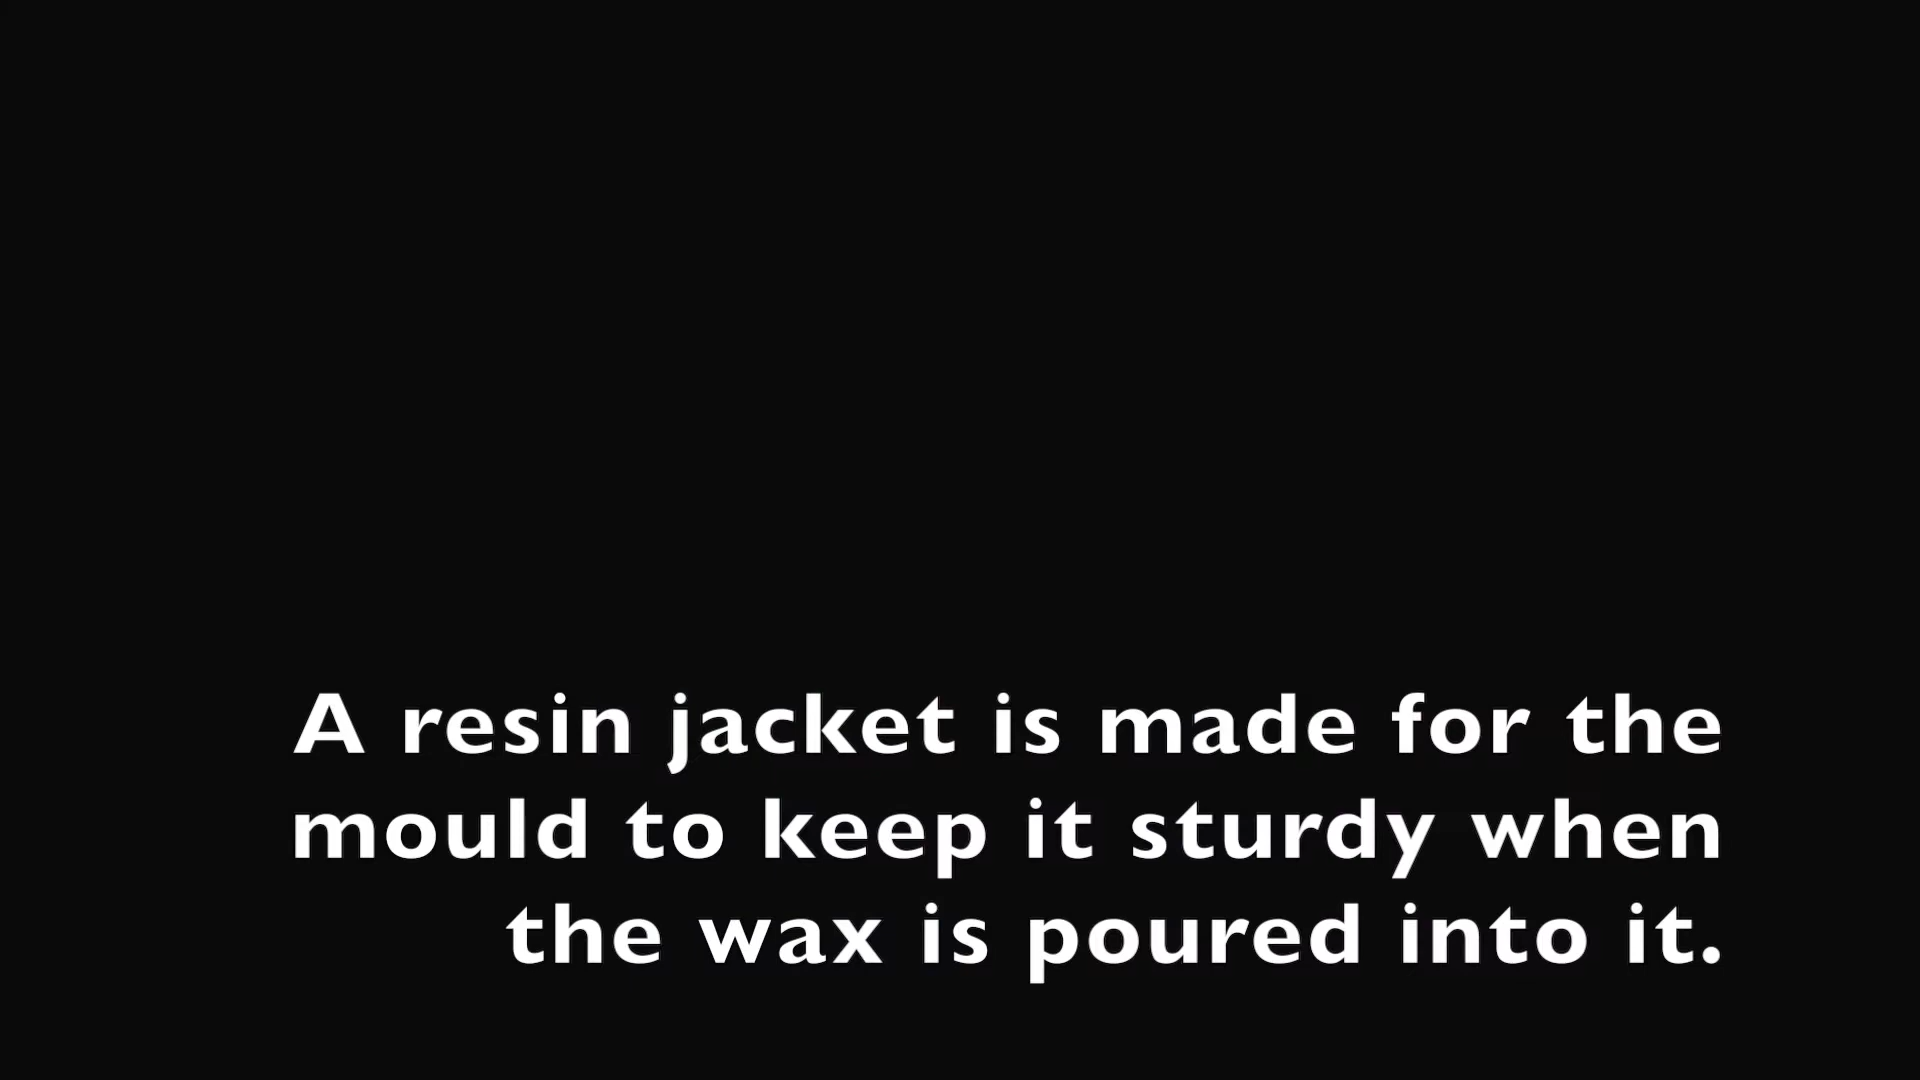 A resin jacket is made for the
mould to keep it sturdy when
the wax is poured into it.